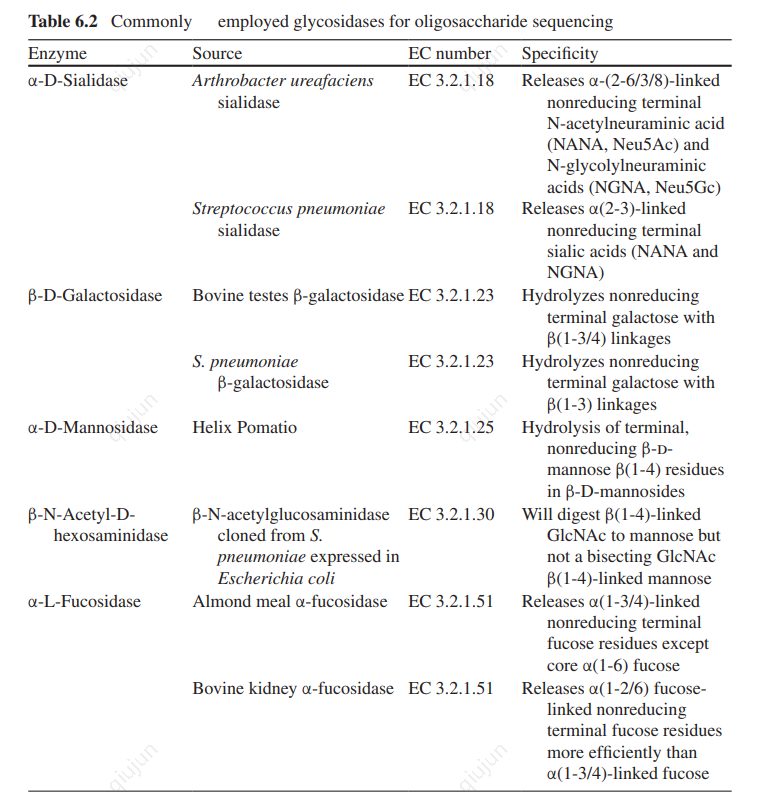 Table 6.2 Commonly employed glycosidases for oligosaccharide sequencing
Enzyme Source EC number Specificity
α-D-Sialidase Arthrobacter ureafaciens EC 3.2.1.18 Releases α-(2-6/3/8)-linked
sialidase nonreducing terminal
N-acetylneuraminic acid
(NANA, Neu5Ac) and
N-glycolylneuraminic
acids (NGNA, Neu5Gc)
Streptococcus pneumoniae EC 3.2.1.18 Releases α(2-3)-linked
sialidase nonreducing terminal
sialic acids (NANA and
NGNA)
β-D-Galactosidase Bovine testes β-galactosidase EC 3.2.1.23 Hydrolyzes nonreducing
terminal galactose with
β(1-3/4) linkages
S. pneumoniae EC 3.2.1.23 Hydrolyzes nonreducing
β-galactosidase terminal galactose with
β(1-3) linkages
α-D-Mannosidase Helix Pomatio EC 3.2.1.25 Hydrolysis of terminal,
nonreducing β-D-
mannose β(1-4) residues
in β-D-mannosides
β-N-Acetyl-D- β-N-acetylglucosaminidase EC 3.2.1.30 Will digest β(1-4)-linked
hexosaminidase cloned from S. GlcNAc to mannose but
pneumoniae expressed in not a bisecting GlcNAc
Escherichia coli β(1-4)-linked mannose
α-L-Fucosidase Almond meal α-fucosidase EC 3.2.1.51 Releases α(1-3/4)-linked
nonreducing terminal
fucose residues except
core α(1-6) fucose
Bovine kidney α-fucosidase EC 3.2.1.51 Releases α(1-2/6) fucose-
linked nonreducing
terminal fucose residues
more efficiently than
α(1-3/4)-linked fucose
qiujun
qiujun
qiujun
qiujun
qiujun
qiujun